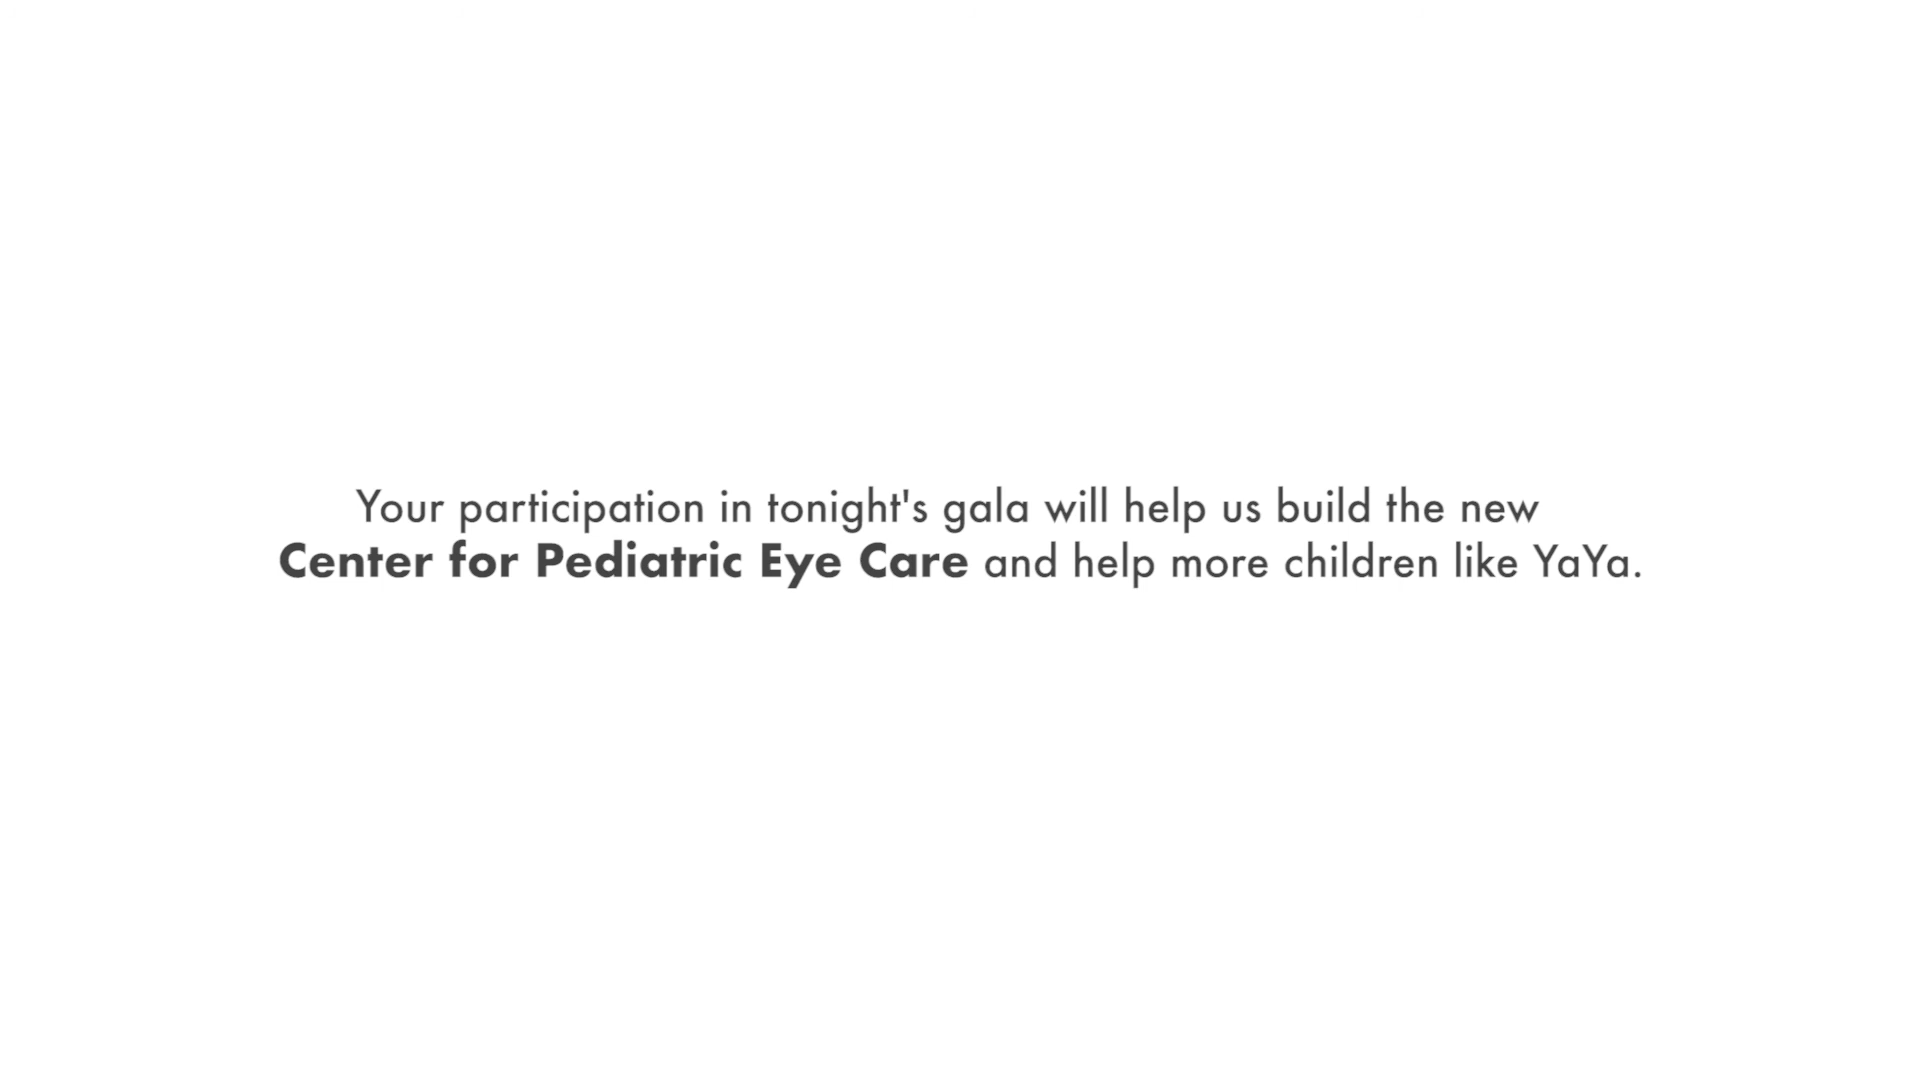 Your participation in tonight's gala will help us build the new
Center for Pediatric Eye Care and help more children like YaYa.